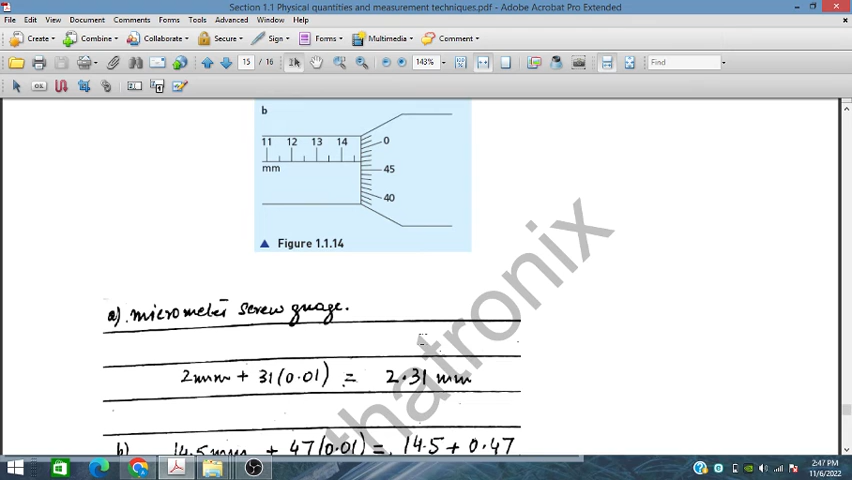 Section 1.1 Physical quantities and measurement techniques.pdf - Adobe Acrobat Pro Extended
File Edit View Document Comments Forms Tools Advanced Window Help
Create Combine Collaborate Secure Sign Forms Multimedia Comment
15 / 16 143% Find
b
11 12 13 14 0
mm 45
40
Figure 1.1.14
a). micrometer screw guage.
2mm + 31(0.01) = 2.31 mm
b) 14.5mm + 47(0.01) = 14.5 + 0.47
thatronix
2:47 PM
11/6/2022